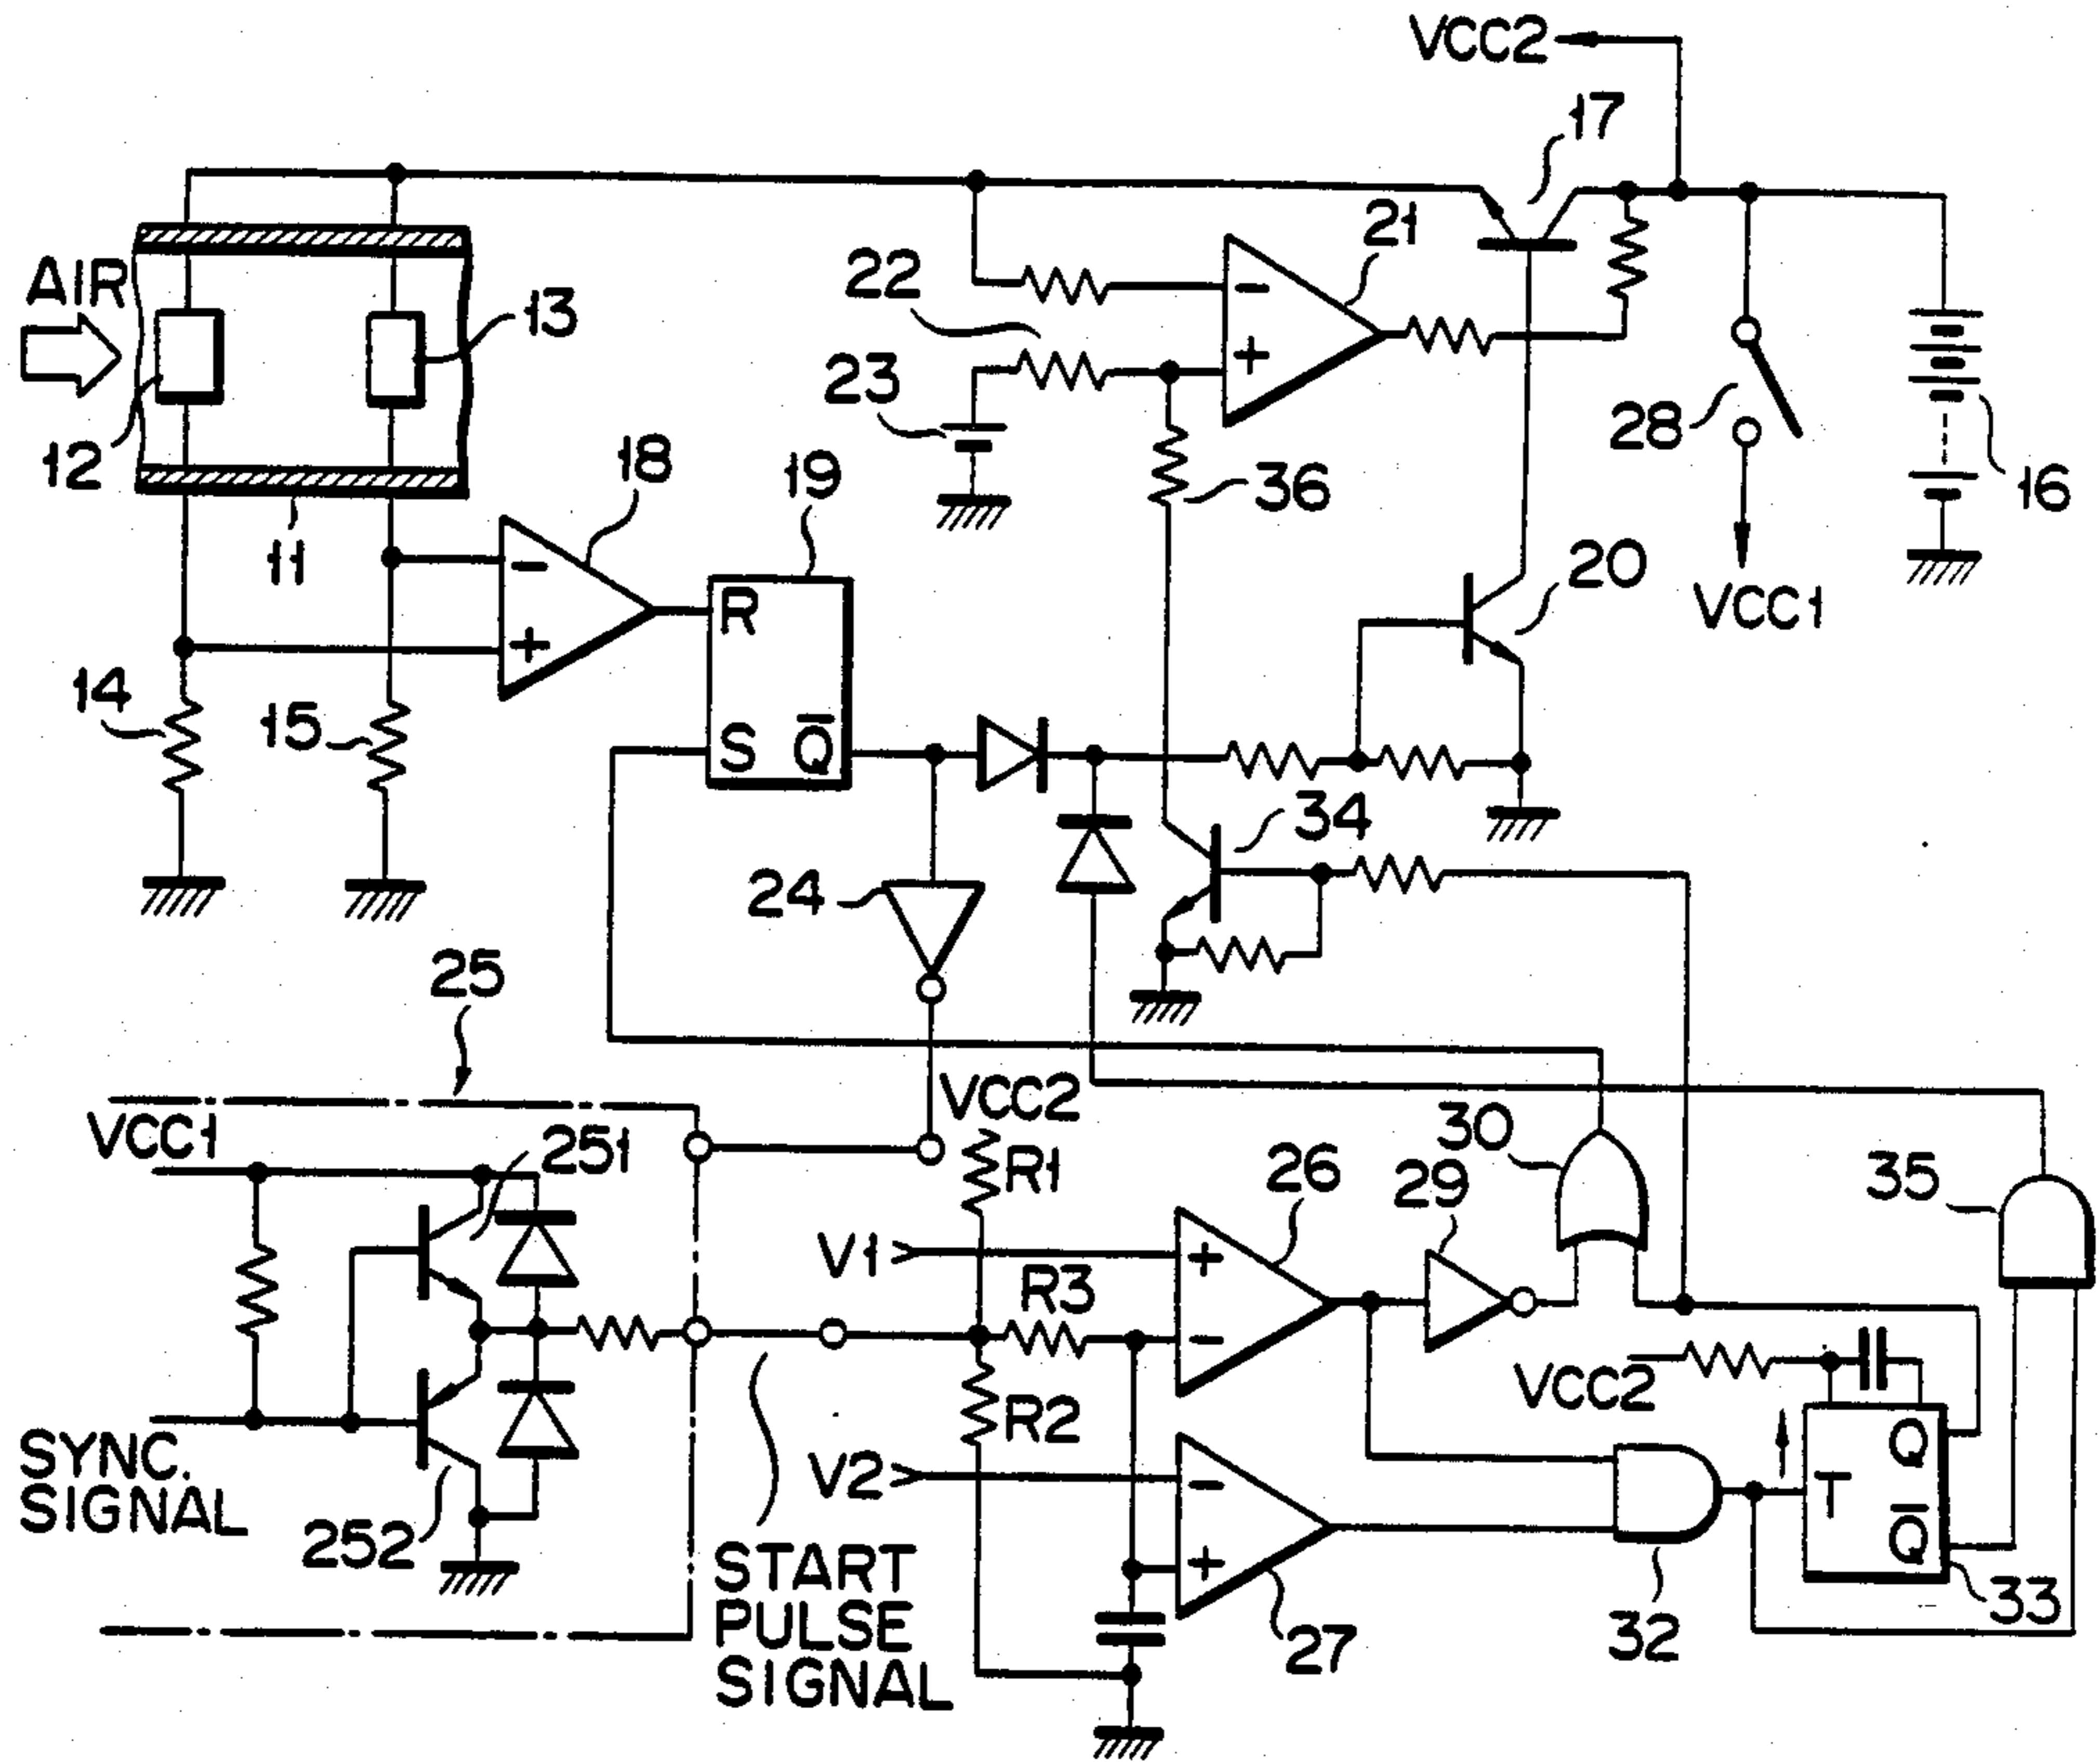 VCC2
17
21
AIR
22
13
23
28
12
18
19
36
16
11
-
+
20
VCC1
R
14
15
S Q̅
34
24
25
VCC2
VCC1
251
R1
26
30
29
35
V1
R3
+
-
VCC2
R2
Q
SYNC.
SIGNAL
V2
T
-
Q̅
252
START
PULSE
SIGNAL
+
27
32
33
-
+